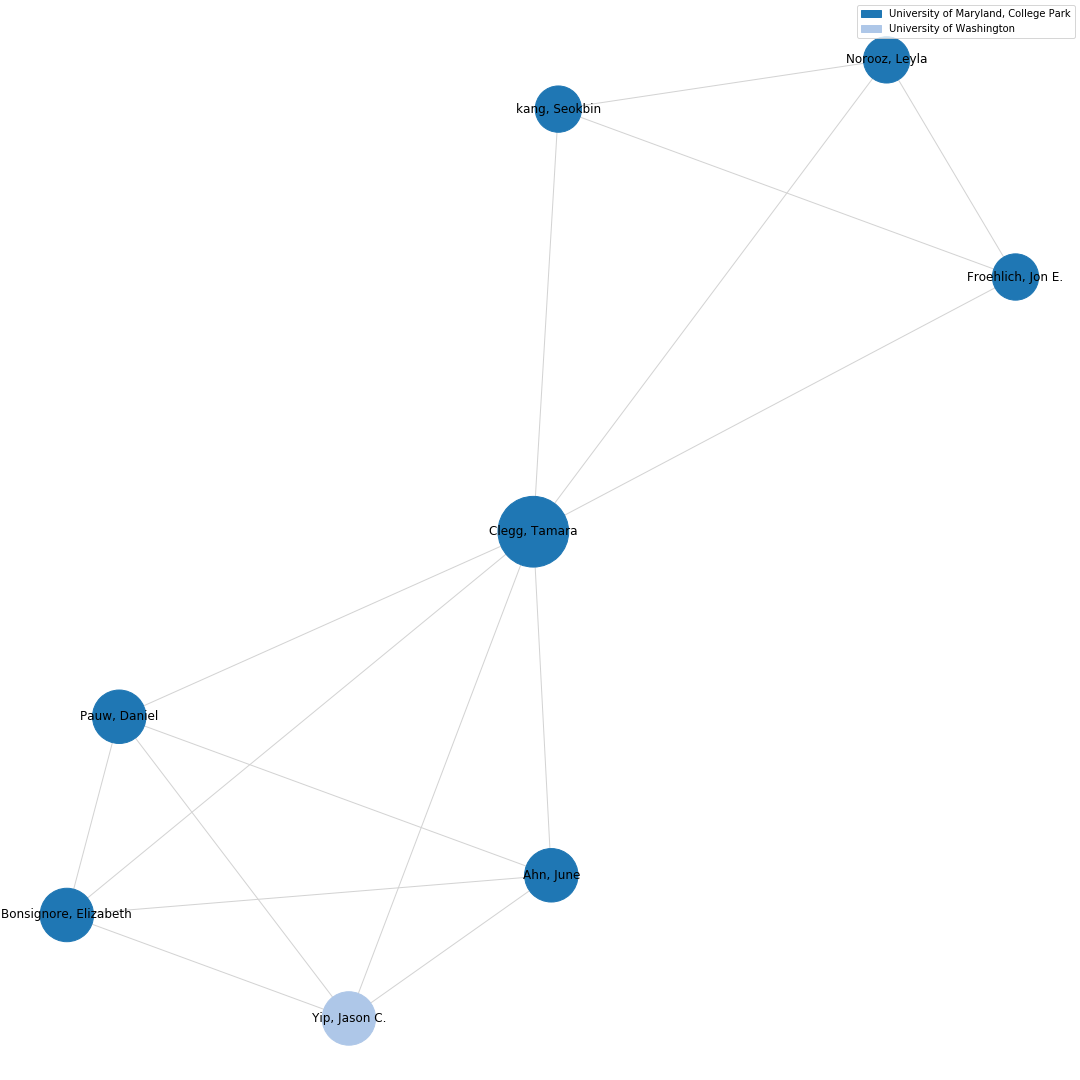 University of Maryland, College Park
University of Washington
Norooz, Leyla
kang, Seokbin
Froehlich, Jon E.
Clegg, Tamara
Pauw, Daniel
Ahn, June
Bonsignore, Elizabeth
Yip, Jason C.